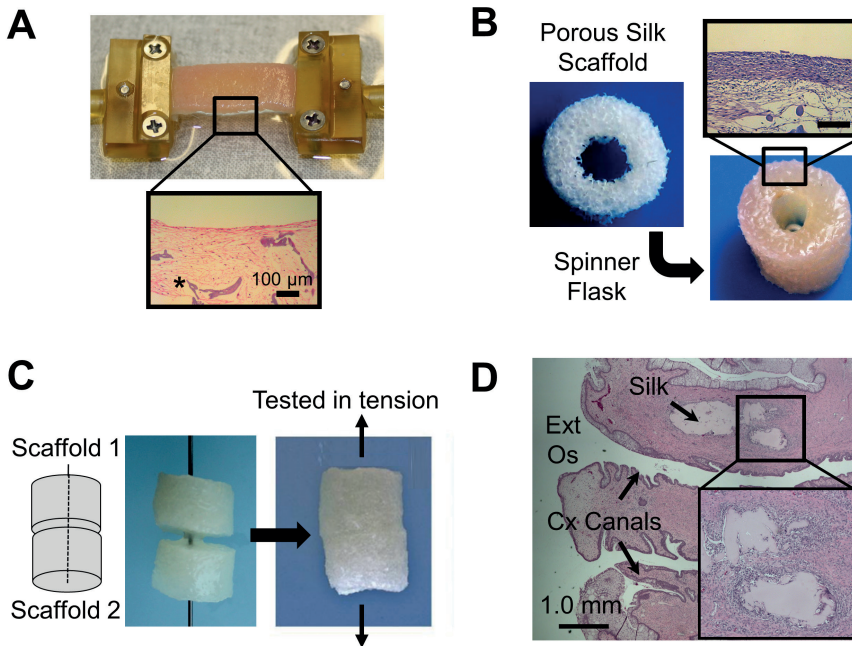 A
100 µm
*
B
Porous Silk
Scaffold
Spinner
Flask
C
Tested in tension
Scaffold 1
Scaffold 2
D
Silk
Ext
Os
Cx Canals
1.0 mm